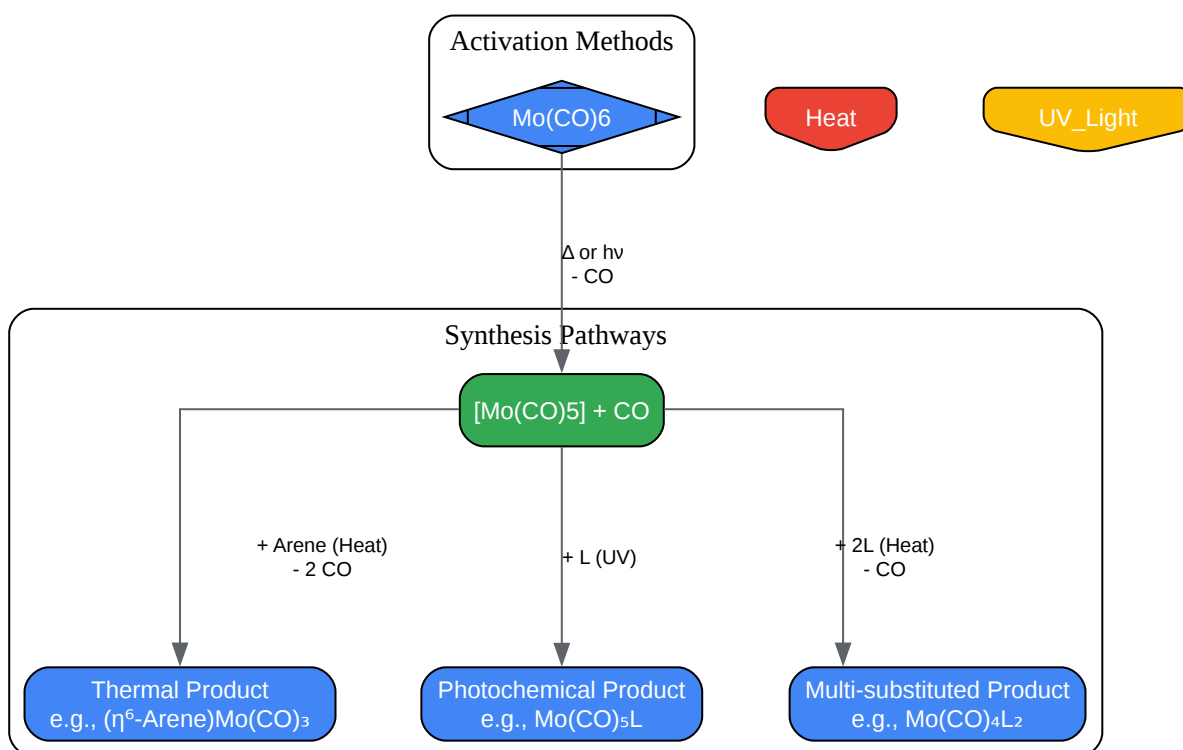 Activation Methods
Mo(CO)6
Heat
UV_Light
Δ or hν
- CO
Synthesis Pathways
[Mo(CO)5] + CO
+ Arene (Heat)
- 2 CO
+ L (UV)
+ 2L (Heat)
- CO
Thermal Product
e.g., (η⁶-Arene)Mo(CO)₃
Photochemical Product
e.g., Mo(CO)₅L
Multi-substituted Product
e.g., Mo(CO)₄L₂